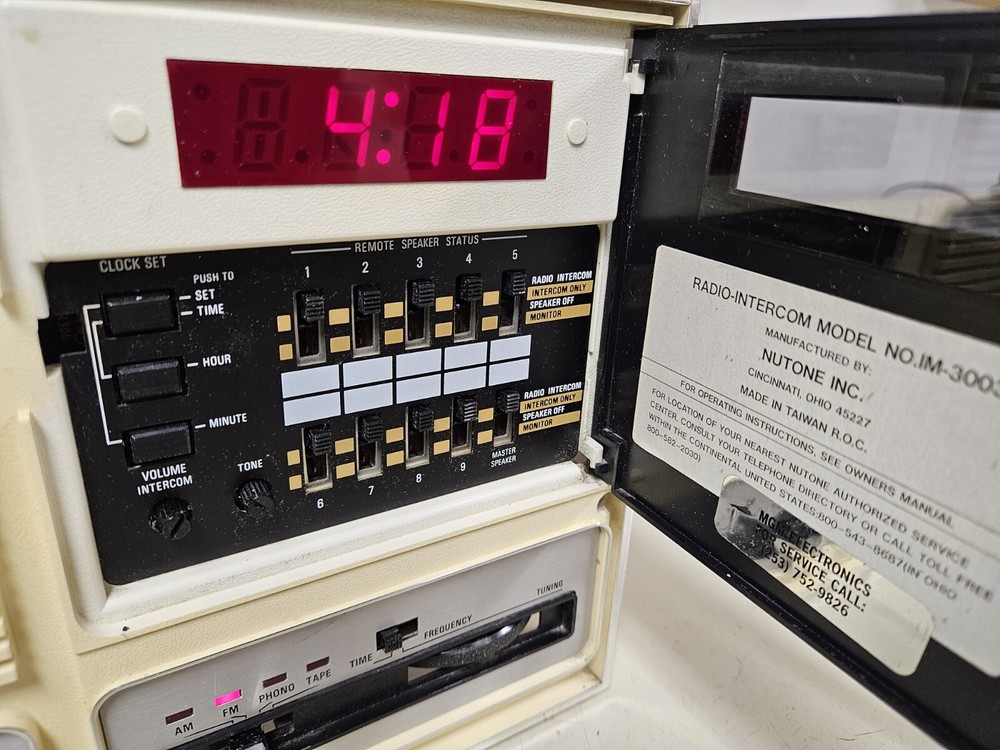 4:18
REMOTE SPEAKER STATUS
CLOCK SET
PUSH TO
SET
TIME
HOUR
MINUTE
VOLUME
INTERCOM
TONE
1 2 3 4 5
RADIO INTERCOM
INTERCOM ONLY
SPEAKER OFF
MONITOR
RADIO INTERCOM
INTERCOM ONLY
SPEAKER OFF
MONITOR
6 7 8 9
MASTER
SPEAKER
TUNING
TIME FREQUENCY
AM FM PHONO TAPE
RADIO-INTERCOM MODEL NO.IM-300
MANUFACTURED BY:
NUTONE INC.
CINCINNATI, OHIO 45227
MADE IN TAIWAN R.O.C.
FOR OPERATING INSTRUCTIONS, SEE OWNERS MANUAL
FOR LOCATION OF YOUR NEAREST NUTONE AUTHORIZED SERVICE
CENTER, CONSULT YOUR TELEPHONE DIRECTORY OR CALL TOLL FREE
WITHIN THE CONTINENTAL UNITED STATES:800-543-8687(IN OHIO
800-582-2030)
ELECTRONICS
FOR SERVICE CALL:
(253) 752-9826